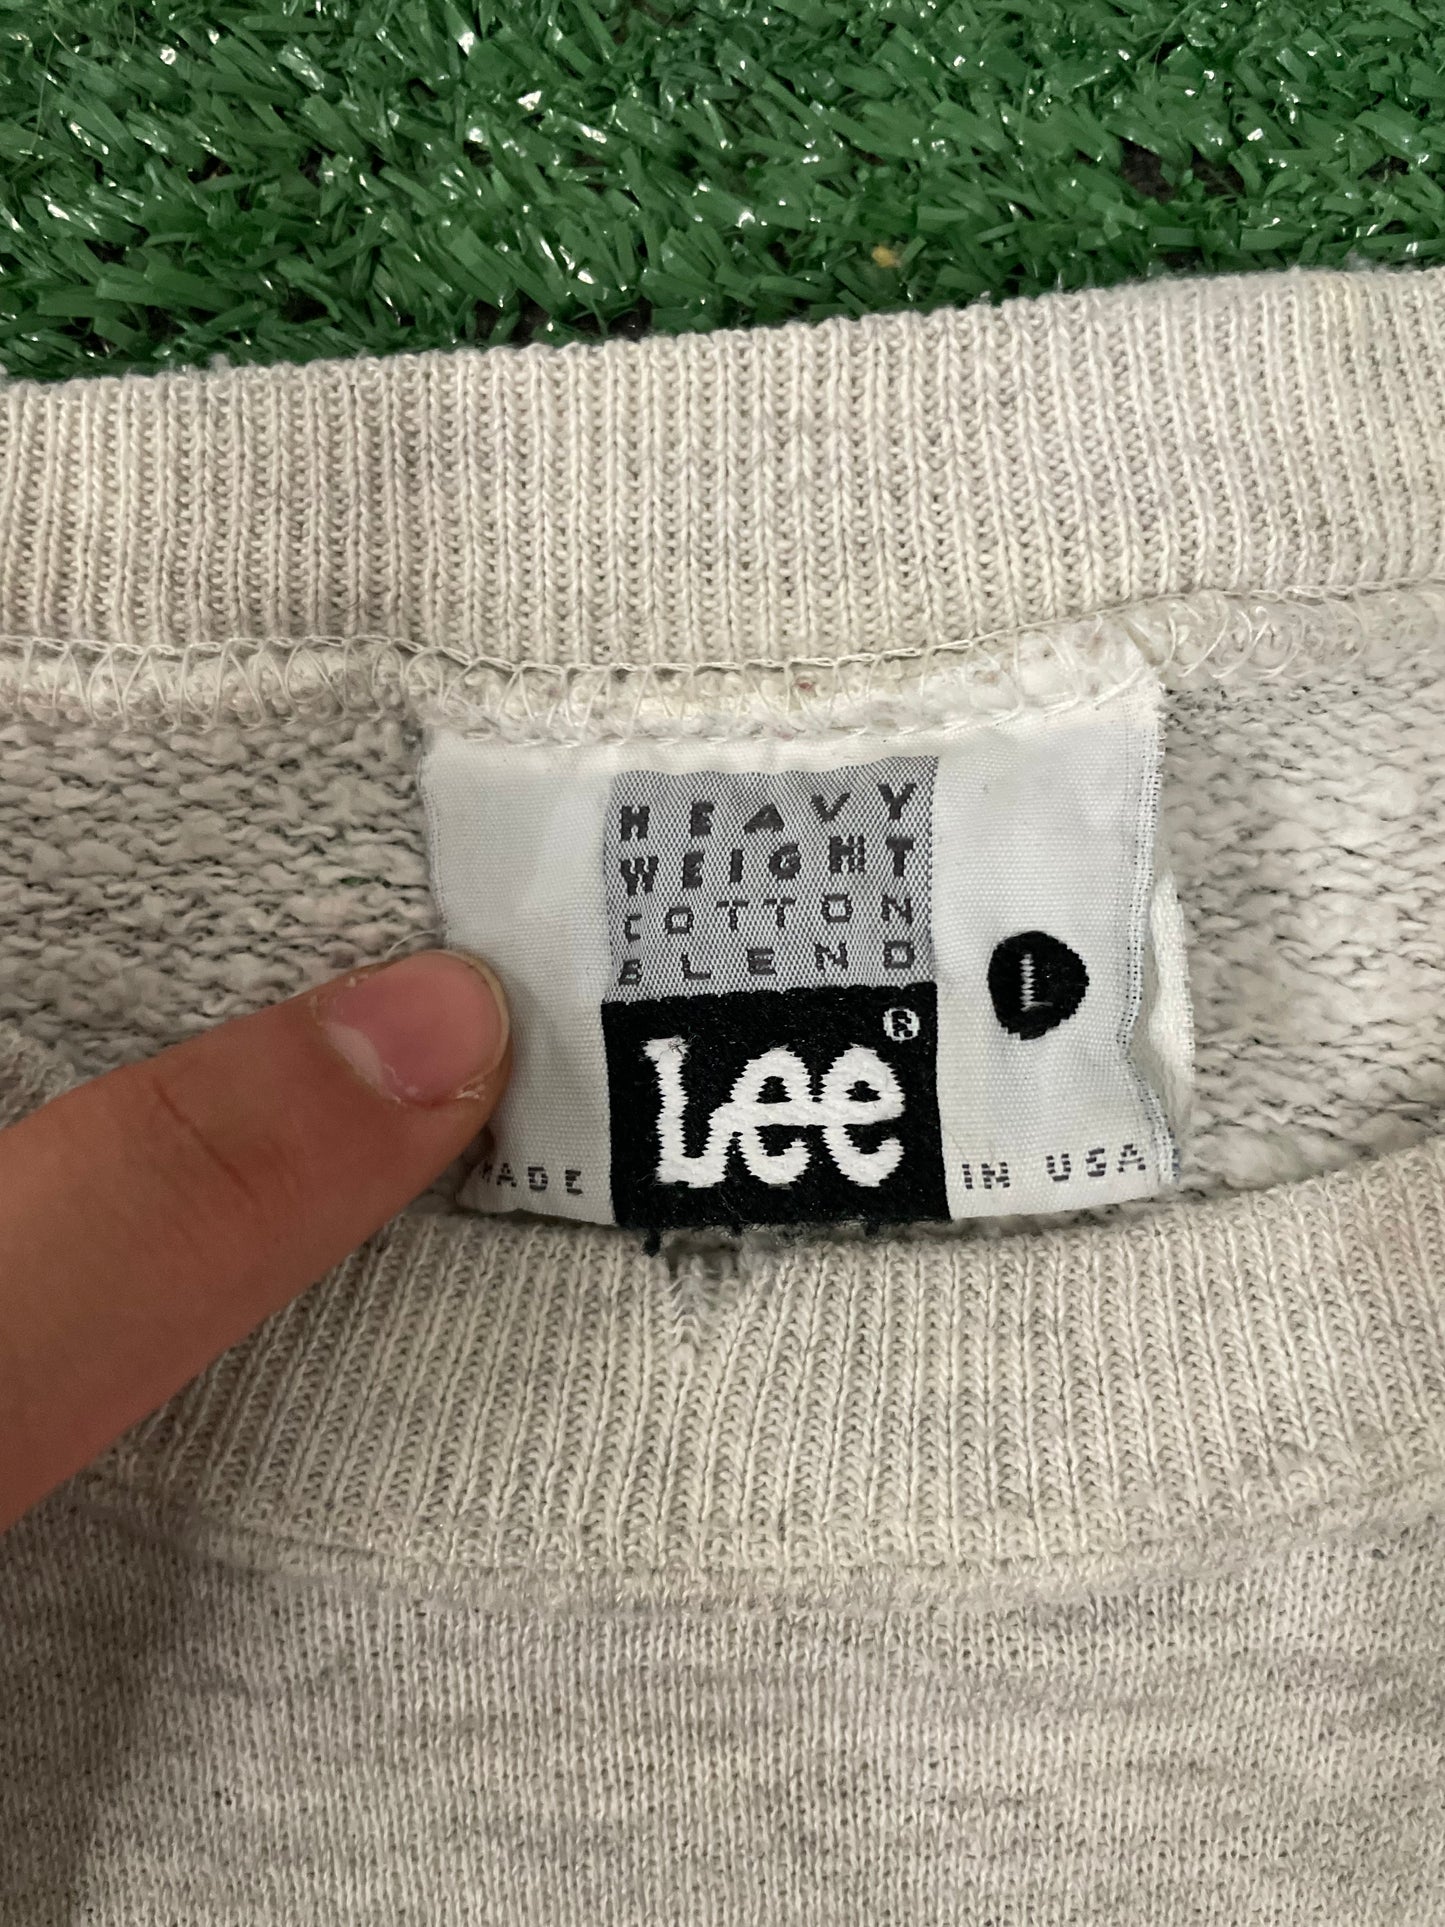 HEAVY
WEIGHT
COTTON
BLEND
L
Lee®
MADE IN USA